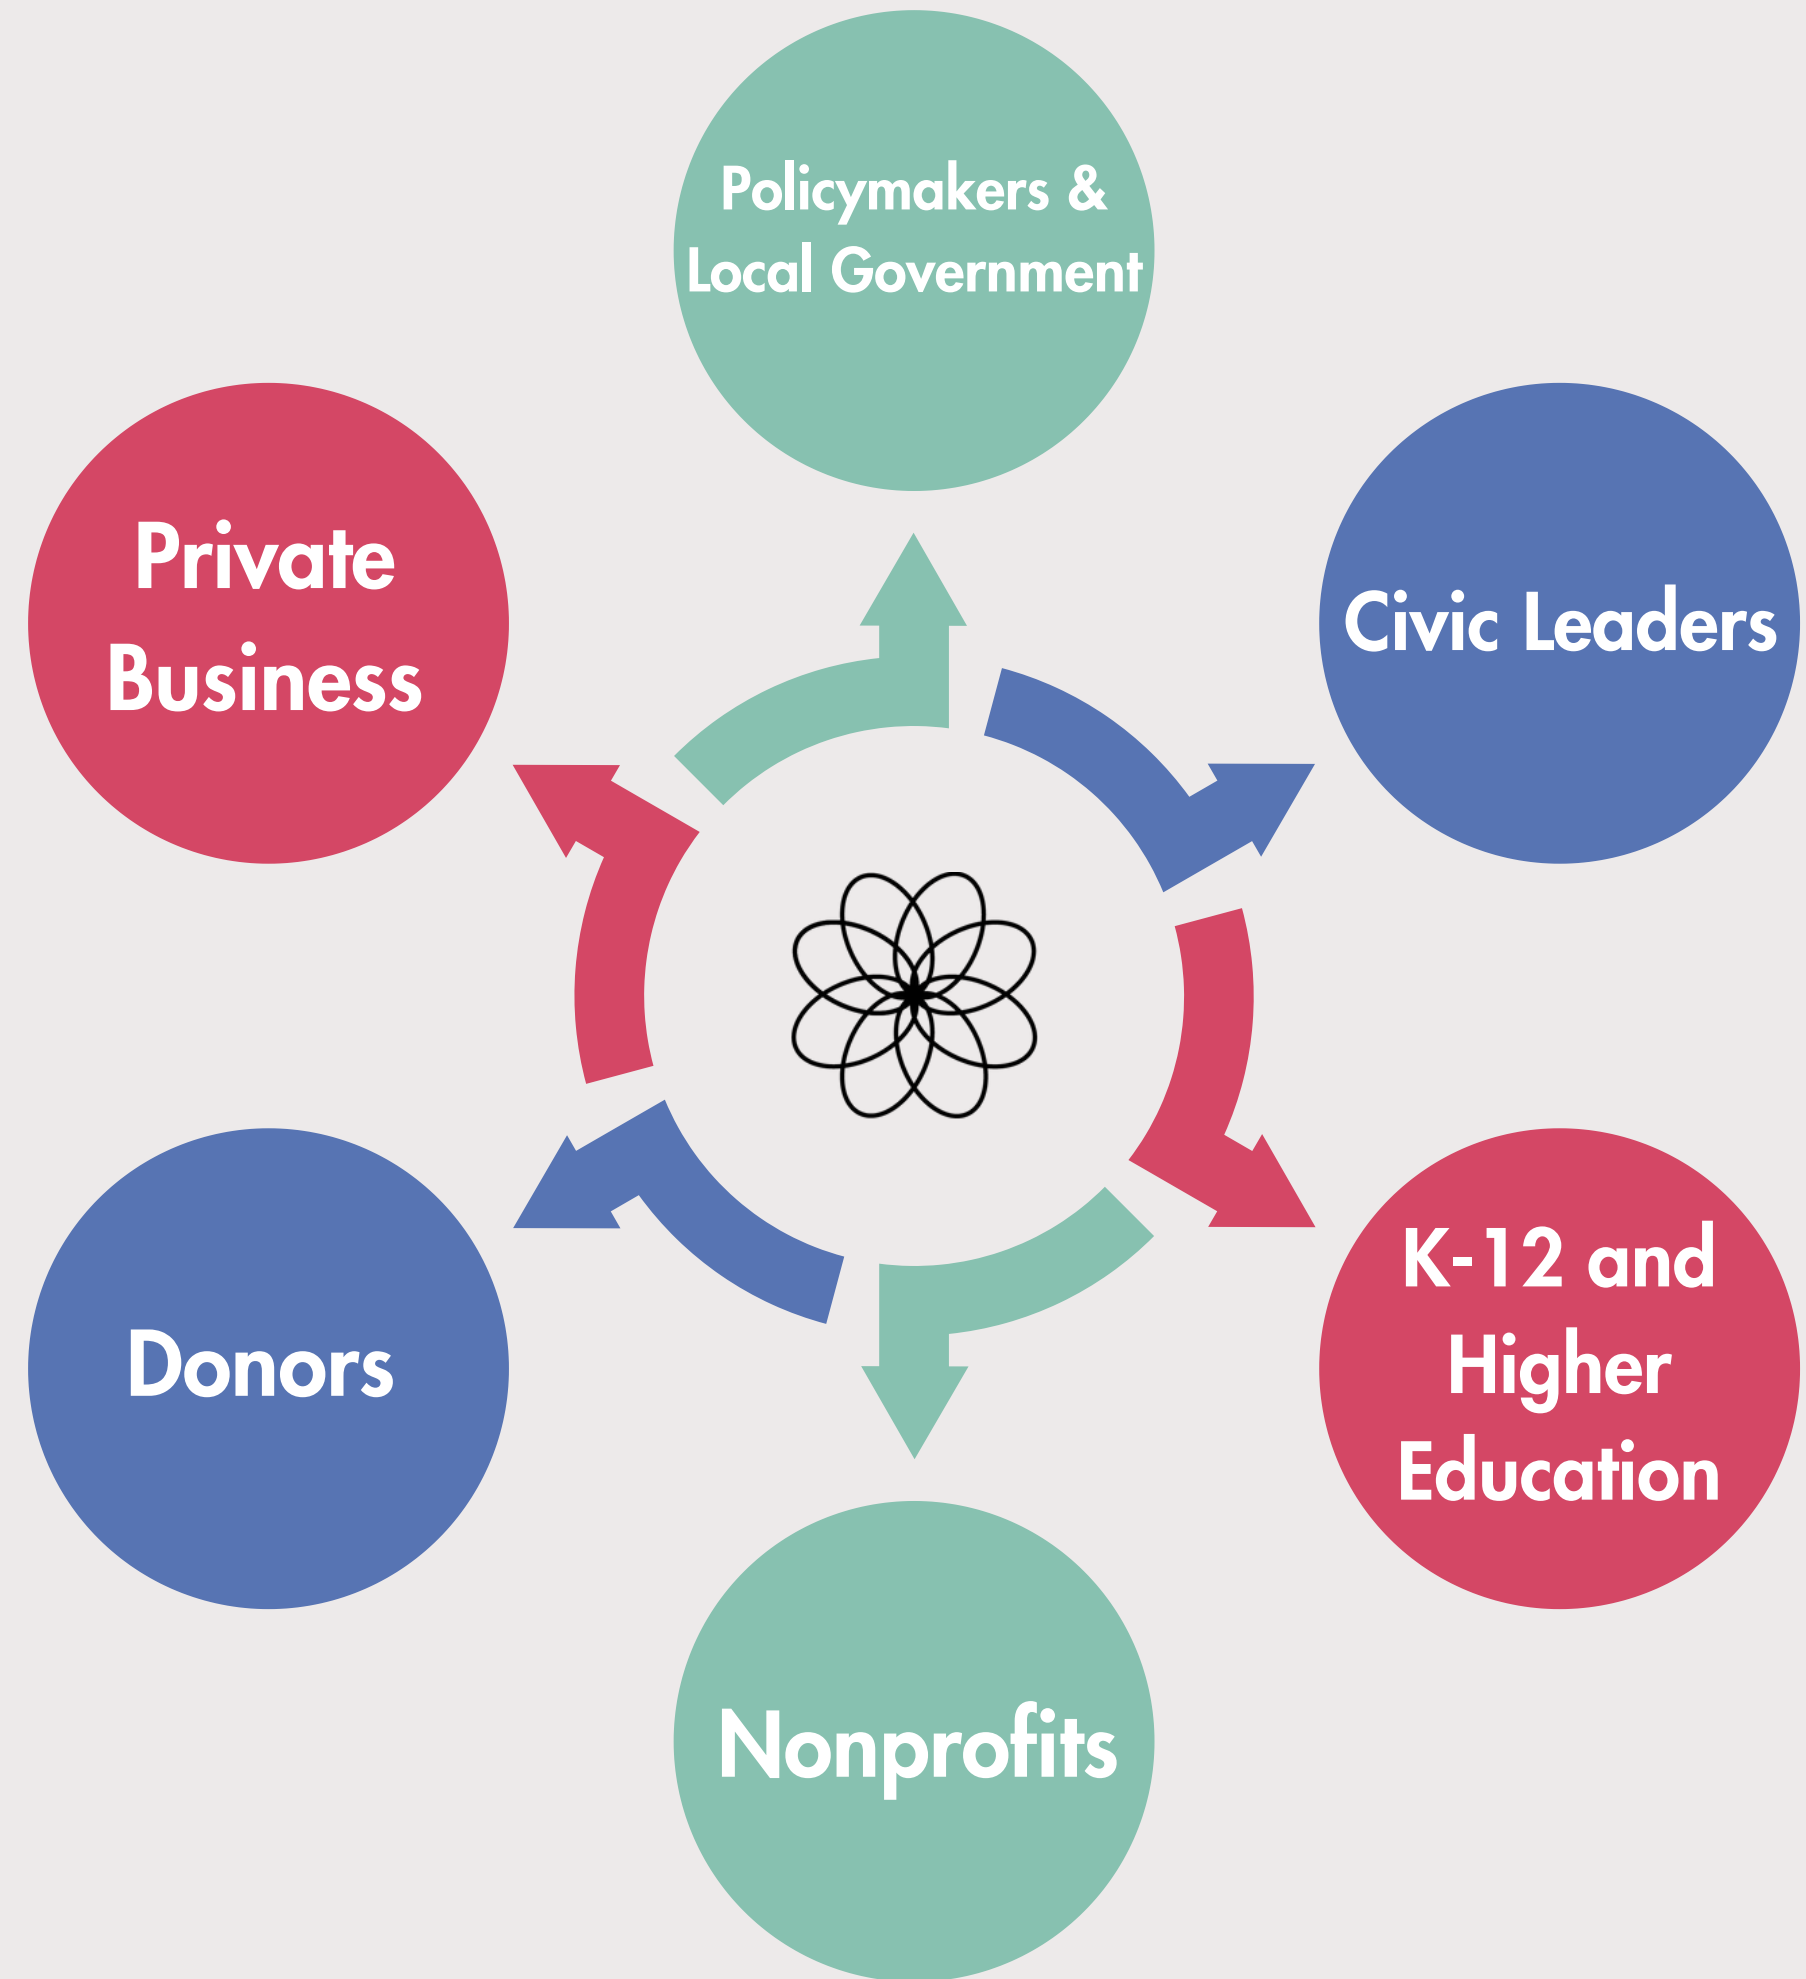 Policymakers &
Local Government
Private
Business
Civic Leaders
Donors
K-12 and
Higher
Education
Nonprofits